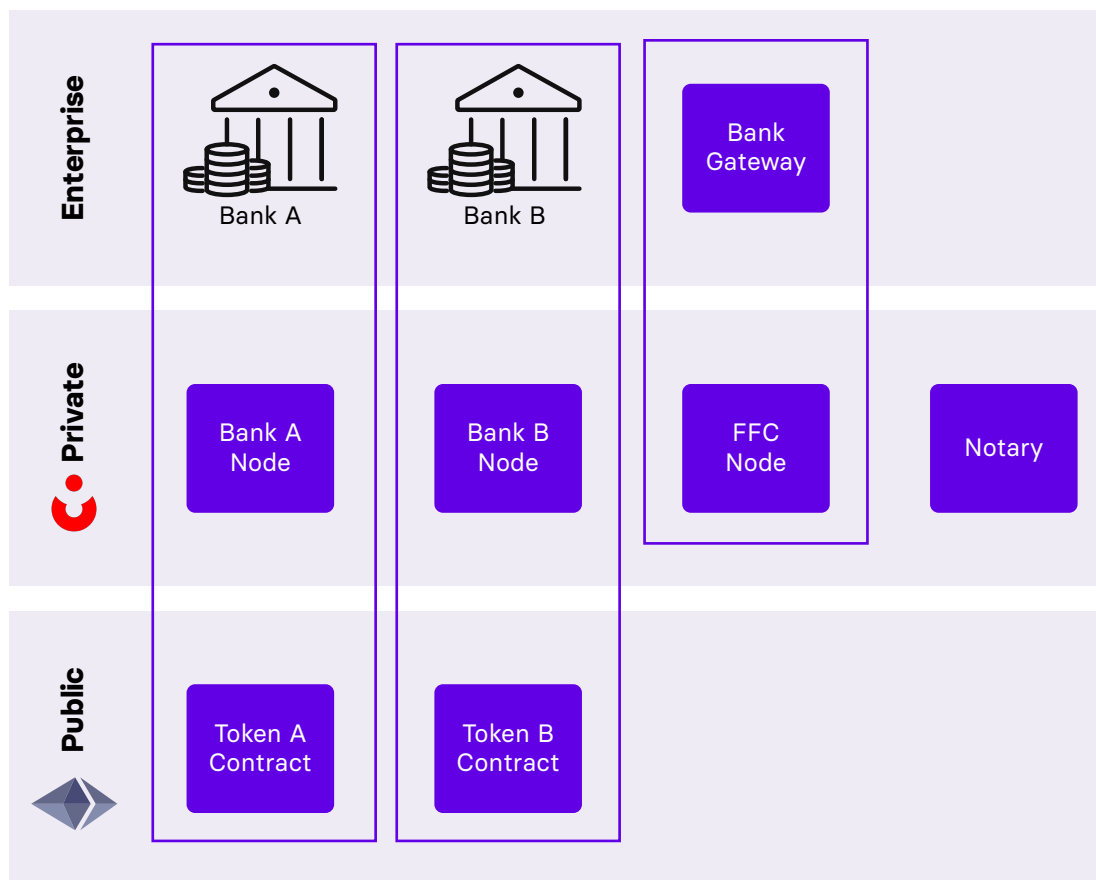 Enterprise
Bank A
Bank B
Bank
Gateway
Private
Bank A
Node
Bank B
Node
FFC
Node
Notary
Public
Token A
Contract
Token B
Contract